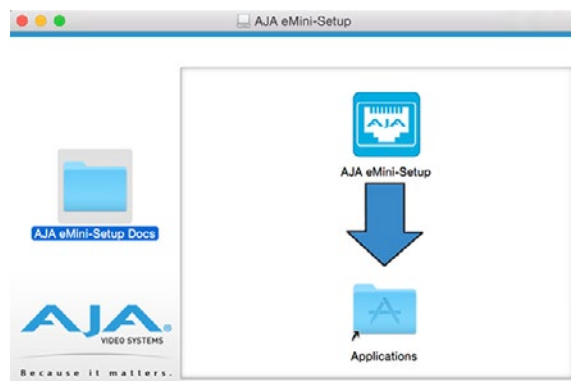 AJA eMini-Setup
AJA
AJA eMini-Setup
AJA eMini-Setup Docs
AJA®
VIDEO SYSTEMS
Because it matters.
Applications